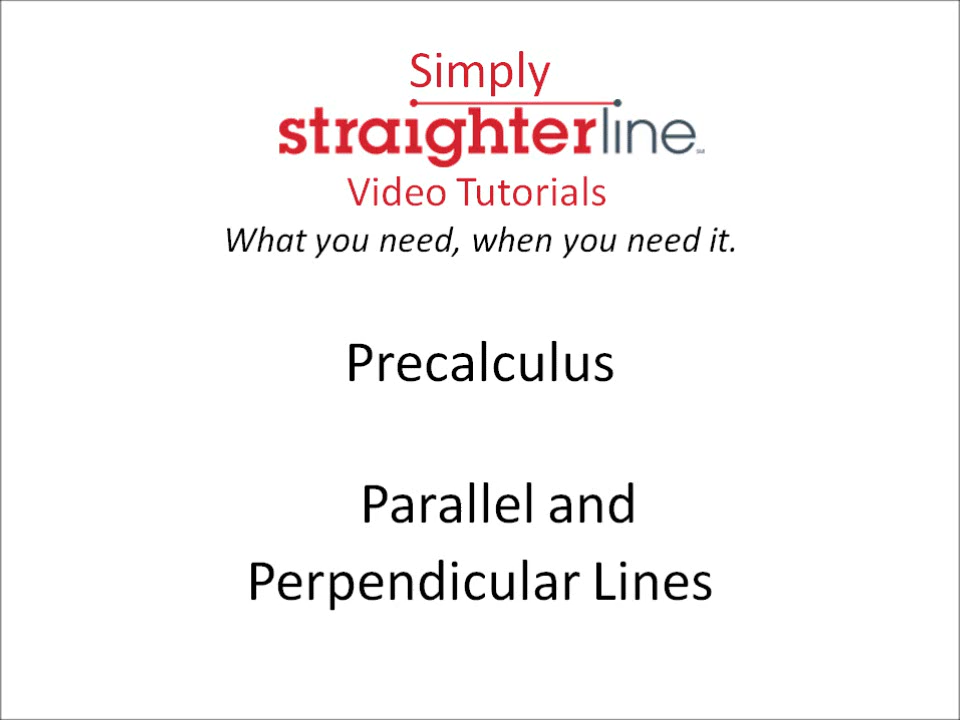 Simply
straighterline
Video Tutorials
What you need, when you need it.
Precalculus
Parallel and
Perpendicular Lines